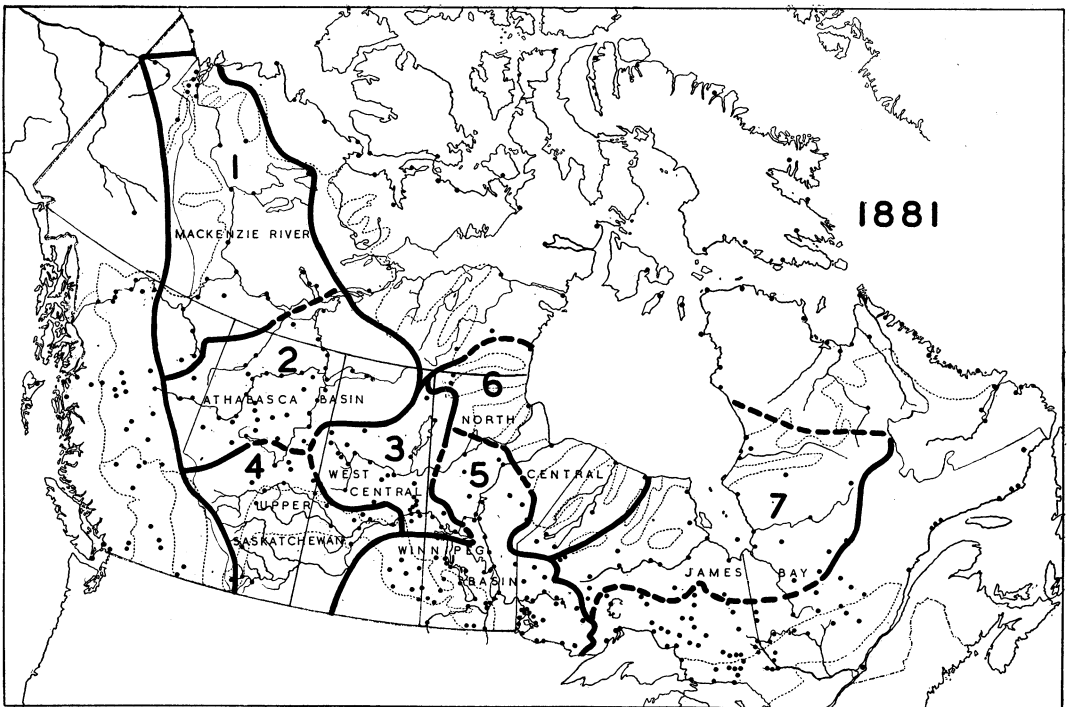 1881
1
MACKENZIE RIVER
2
ATHABASCA BASIN
6
NORTH
CENTRAL
3
WEST
CENTRAL
4
UPPER
SASKATCHEWAN
5
WINNIPEG
BASIN
7
JAMES BAY